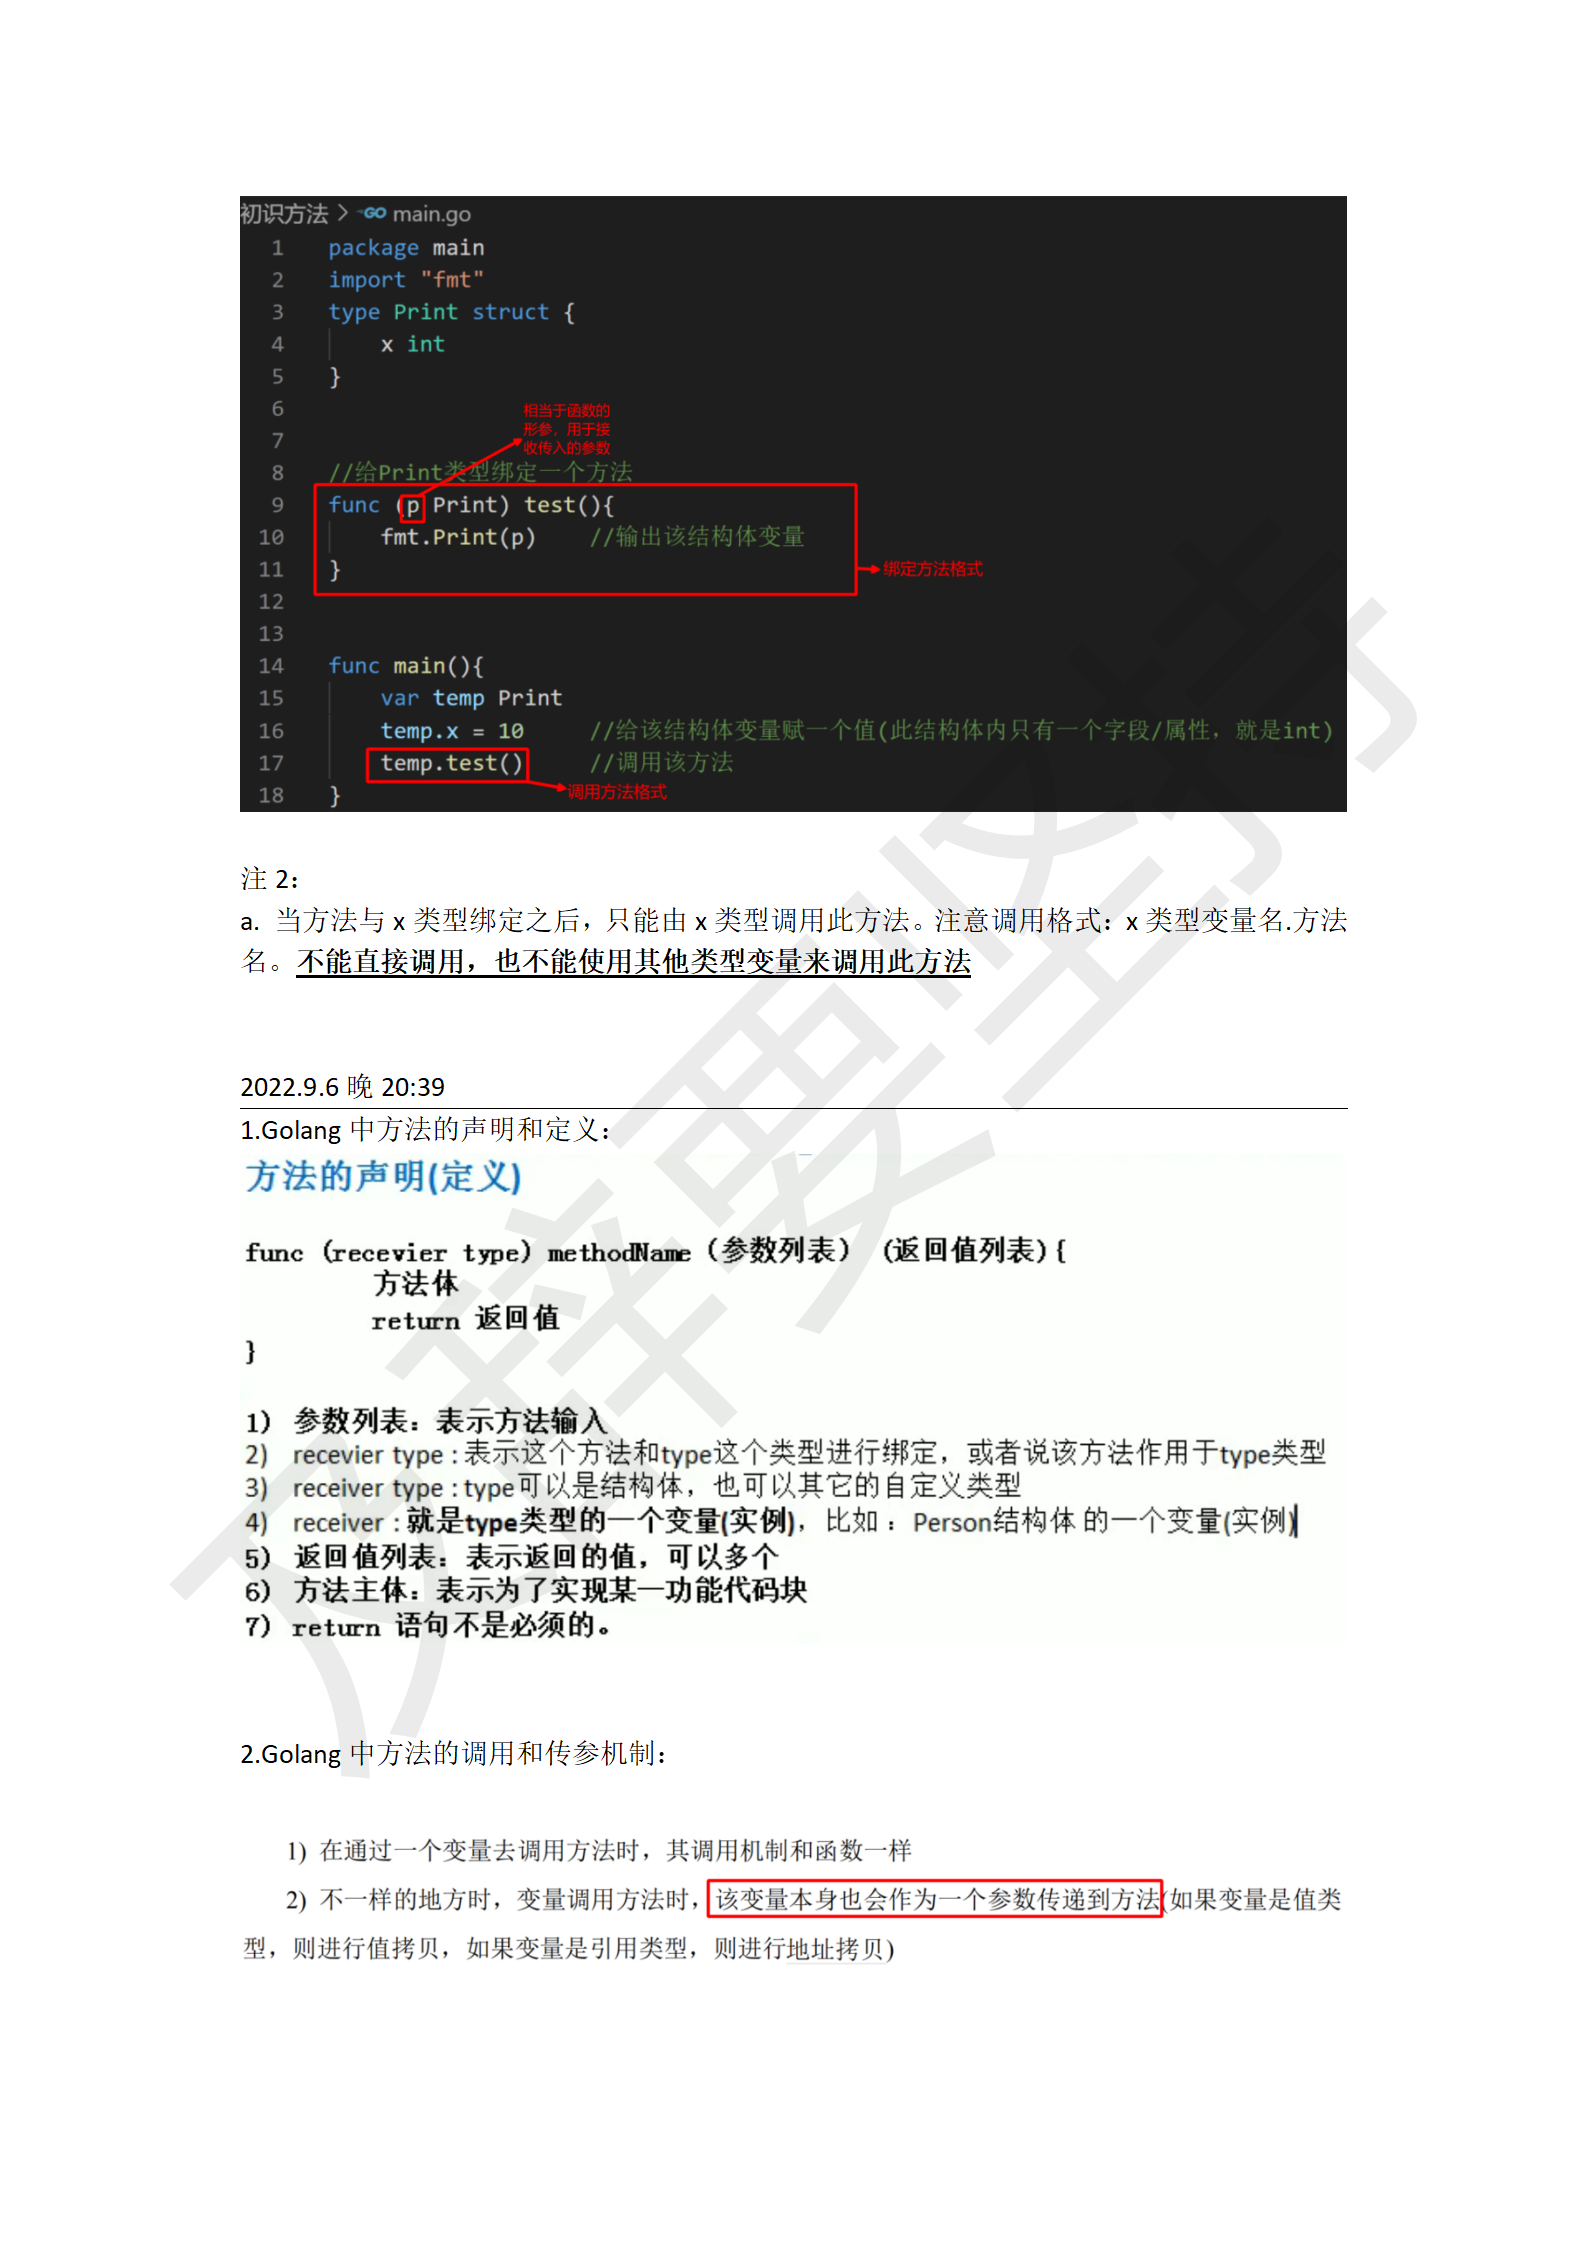 初识方法 > GO main.go
1 package main
2 import "fmt"
3 type Print struct {
4 x int
5 }
6
相当于函数的
形参，用于接
收传入的参数
7
8 //给Print类型绑定一个方法
9 func (p Print) test(){
10 fmt.Print(p) //输出该结构体变量
11 }
绑定方法格式
12
13
14 func main(){
15 var temp Print
16 temp.x = 10 //给该结构体变量赋一个值(此结构体内只有一个字段/属性，就是int)
17 temp.test() //调用该方法
调用方法格式
18 }
注 2：
a. 当方法与 x 类型绑定之后，只能由 x 类型调用此方法。注意调用格式：x 类型变量名.方法
名。不能直接调用，也不能使用其他类型变量来调用此方法
2022.9.6 晚 20:39
1.Golang 中方法的声明和定义：
方法的声明(定义)
func (recevier type) methodName（参数列表） (返回值列表){
方法体
return 返回值
}
1) 参数列表：表示方法输入
2) recevier type : 表示这个方法和type这个类型进行绑定，或者说该方法作用于type类型
3) receiver type : type可以是结构体，也可以其它的自定义类型
4) receiver : 就是type类型的一个变量(实例)，比如 ：Person结构体 的一个变量(实例)
5) 返回值列表：表示返回的值，可以多个
6) 方法主体：表示为了实现某一功能代码块
7) return 语句不是必须的。
2.Golang 中方法的调用和传参机制：
1) 在通过一个变量去调用方法时，其调用机制和函数一样
2) 不一样的地方时，变量调用方法时，该变量本身也会作为一个参数传递到方法(如果变量是值类
型，则进行值拷贝，如果变量是引用类型，则进行地址拷贝)
及辞要坚持